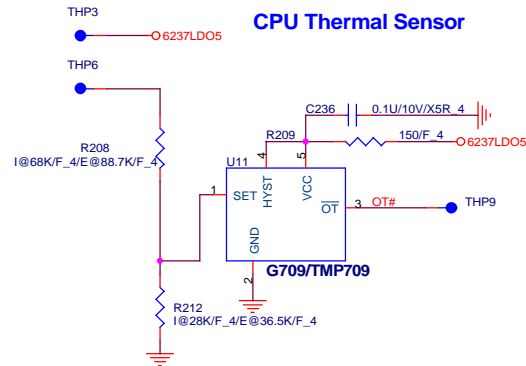 THP3
6237LDO5
CPU Thermal Sensor
THP6
C236
0.1U/10V/X5R_4
R208
I@68K/F_4/E@88.7K/F_4
R209
150/F_4
6237LDO5
U11
4
5
1
SET
HYST
VCC
OT
3
OT#
THP9
GND
2
G709/TMP709
R212
I@28K/F_4/E@36.5K/F_4